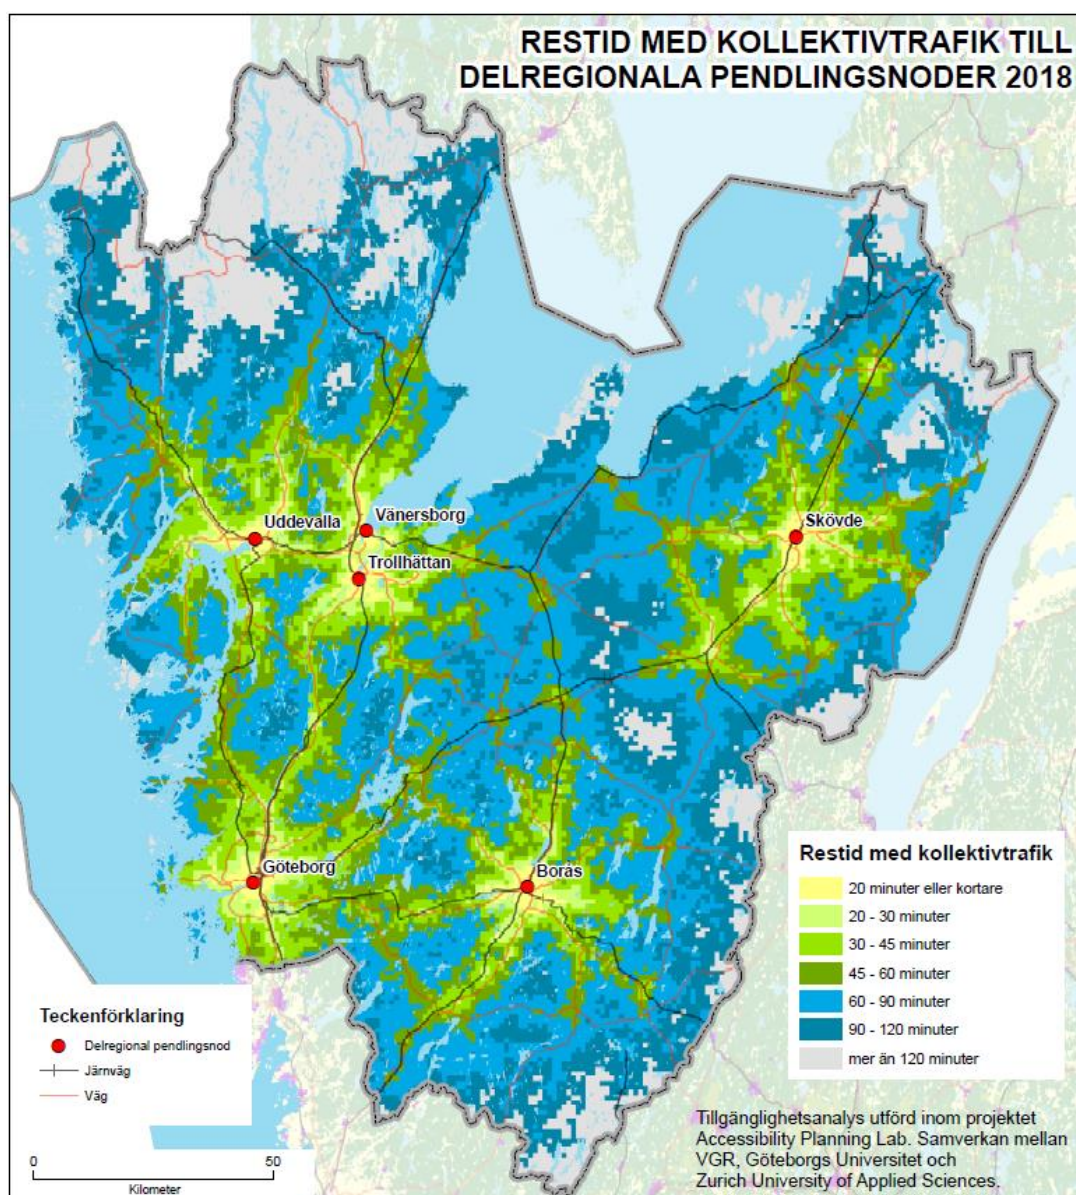 RESTID MED KOLLEKTIVTRAFIK TILL
DELREGIONALA PENDLINGSNODER 2018
Uddevalla
Vänersborg
Trollhättan
Skövde
Göteborg
Borås
Restid med kollektivtrafik
20 minuter eller kortare
20 - 30 minuter
30 - 45 minuter
45 - 60 minuter
60 - 90 minuter
90 - 120 minuter
mer än 120 minuter
Teckenförklaring
Delregional pendlingsnod
Järnväg
Väg
0 50
Kilometer
Tillgänglighetsanalys utförd inom projektet
Accessibility Planning Lab. Samverkan mellan
VGR, Göteborgs Universitet och
Zurich University of Applied Sciences.